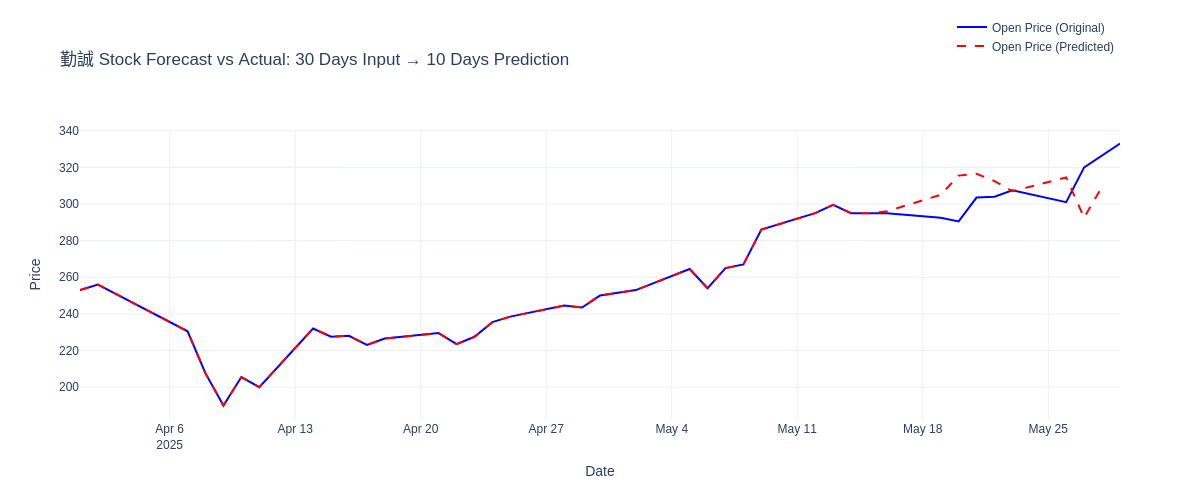 勤誠 Stock Forecast vs Actual: 30 Days Input → 10 Days Prediction
Open Price (Original)
Open Price (Predicted)
Price
340
320
300
280
260
240
220
200
Apr 6
2025
Apr 13
Apr 20
Apr 27
May 4
May 11
May 18
May 25
Date